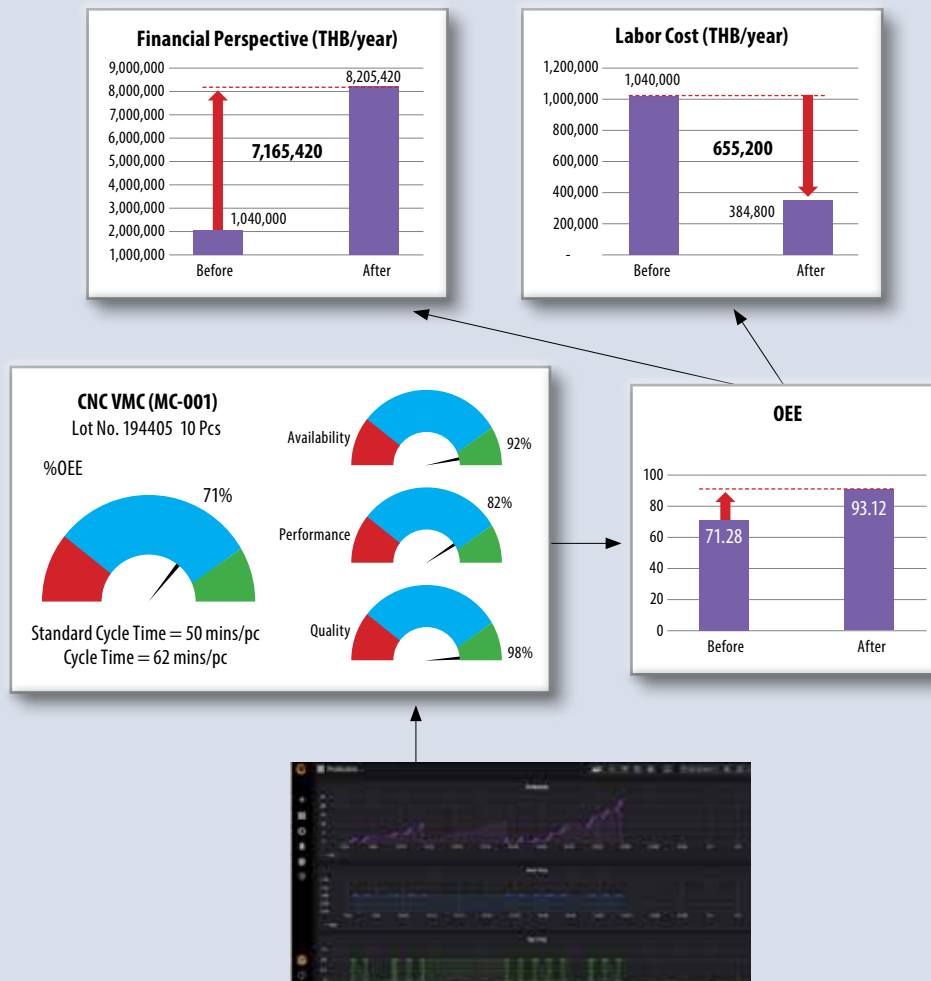 Financial Perspective (THB/year)
9,000,000
8,000,000
7,000,000
6,000,000
5,000,000
4,000,000
3,000,000
2,000,000
1,000,000
8,205,420
7,165,420
1,040,000
Before After
Labor Cost (THB/year)
1,200,000
1,000,000
800,000
600,000
400,000
200,000
-
1,040,000
655,200
384,800
Before After
CNC VMC (MC-001)
Lot No. 194405 10 Pcs
%OEE
71%
Standard Cycle Time = 50 mins/pc
Cycle Time = 62 mins/pc
Availability
92%
82%
Performance
Quality
98%
OEE
100
80
60
40
20
0
71.28
93.12
Before After